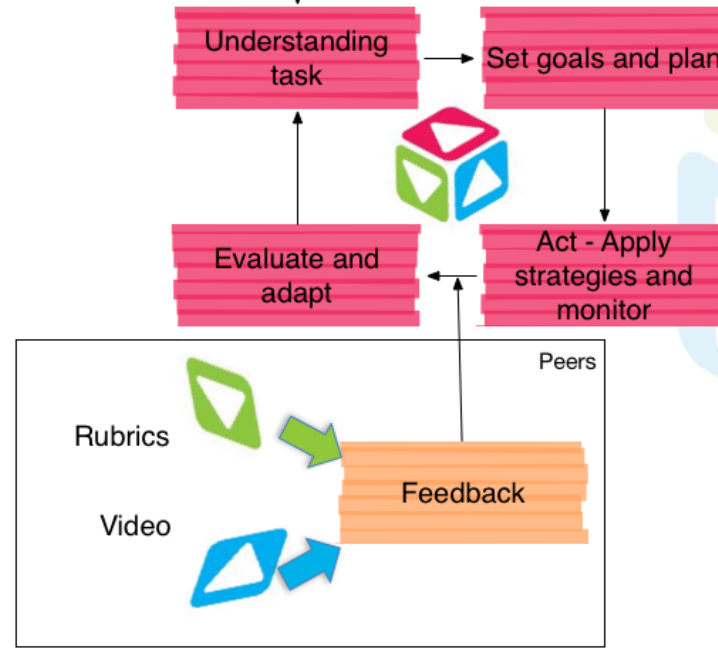 Understanding
task
Set goals and plan
Evaluate and
adapt
Act - Apply
strategies and
monitor
Peers
Rubrics
Video
Feedback